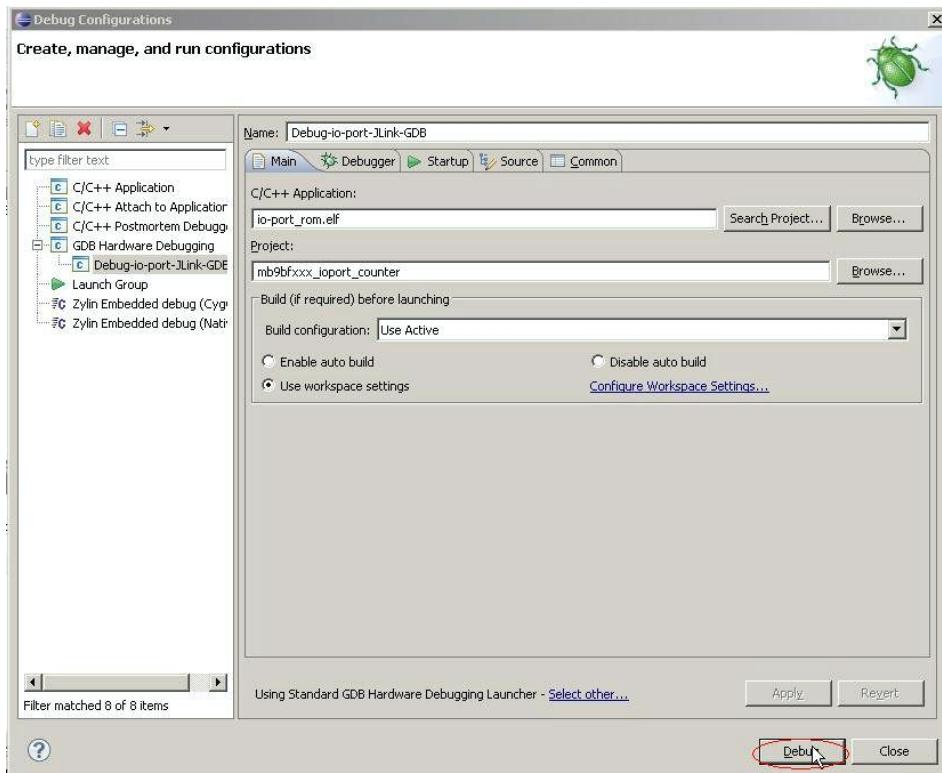 Debug Configurations
Create, manage, and run configurations
type filter text
C/C++ Application
C/C++ Attach to Application
C/C++ Postmortem Debugg
GDB Hardware Debugging
Debug-io-port-JLink-GDB
Launch Group
Zylin Embedded debug (Cyg
Zylin Embedded debug (Nati
Filter matched 8 of 8 items
Name: Debug-io-port-JLink-GDB
Main Debugger Startup Source Common
C/C++ Application:
io-port_rom.elf Search Project... Browse...
Project:
mb9bfxxx_ioport_counter Browse...
Build (if required) before launching
Build configuration: Use Active
Enable auto build Disable auto build
Use workspace settings Configure Workspace Settings...
Using Standard GDB Hardware Debugging Launcher - Select other... Apply Revert
Debug Close